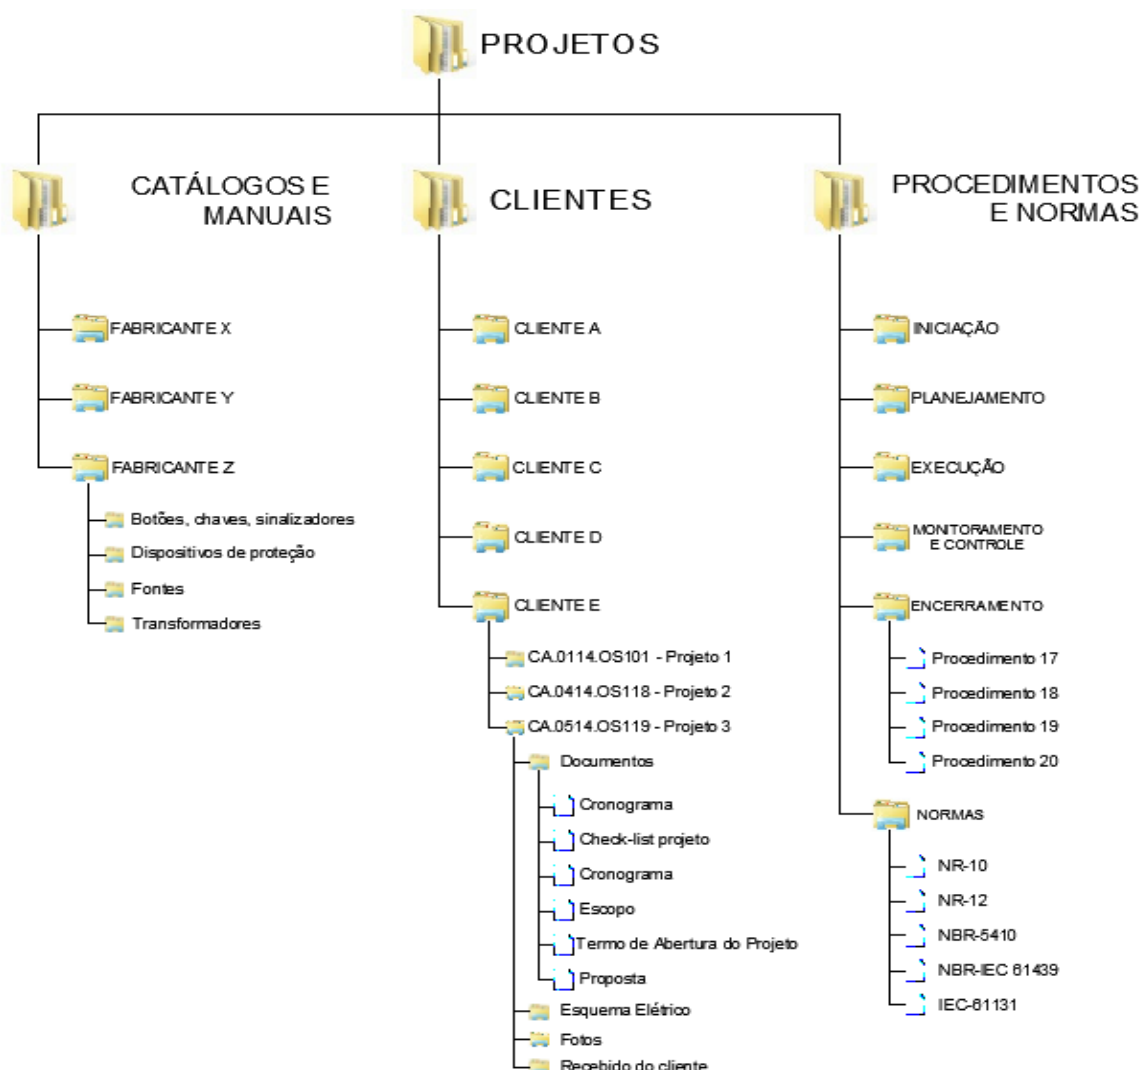 PROJETOS
CATÁLOGOS E
MANUAIS
FABRICANTE X
FABRICANTE Y
FABRICANTE Z
Botões, chaves, sinalizadores
Dispositivos de proteção
Fontes
Transformadores
CLIENTES
CLIENTE A
CLIENTE B
CLIENTE C
CLIENTE D
CLIENTE E
CA.0114.OS101 - Projeto 1
CA.0414.OS118 - Projeto 2
CA.0514.OS119 - Projeto 3
Documentos
Cronograma
Check-list projeto
Cronograma
Escopo
Termo de Abertura do Projeto
Proposta
Esquema Elétrico
Fotos
Recebido do cliente
PROCEDIMENTOS
E NORMAS
INICIAÇÃO
PLANEJAMENTO
EXECUÇÃO
MONITORAMENTO
E CONTROLE
ENCERRAMENTO
Procedimento 17
Procedimento 18
Procedimento 19
Procedimento 20
NORMAS
NR-10
NR-12
NBR-5410
NBR-IEC 61439
IEC-61131